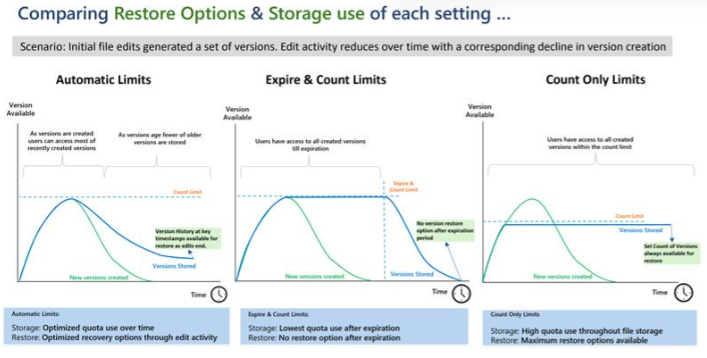 Comparing Restore Options & Storage use of each setting ...
Scenario: Initial file edits generated a set of versions. Edit activity reduces over time with a corresponding decline in version creation
Automatic Limits
Version
Available
As versions are created
users can access most of
recently created versions
As versions age fewer of older
versions are stored
Count Limit
Version History at key
timestamps available for
restore as edits end.
Versions Stored
New versions created
Time
Automatic Limits:
Storage: Optimized quota use over time
Restore: Optimized recovery options through edit activity
Expire & Count Limits
Version
Available
Users have access to all created versions
till expiration
Expire &
Count Limit
No version restore
option after expiration
period
Versions Stored
New versions created
Time
Expire & Count Limits:
Storage: Lowest quota use after expiration
Restore: No restore option after expiration
Count Only Limits
Version
Available
Users have access to all created
versions within the count limit
Count Limit
Versions Stored
Set Count of Versions
always available for
restore
New versions created
Time
Count Only Limits
Storage: High quota use throughout file storage
Restore: Maximum restore options available